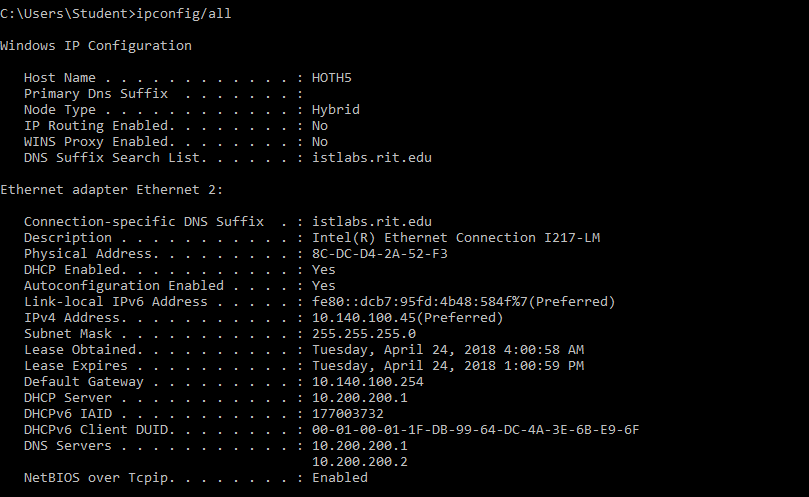 C:\Users\Student>ipconfig/all
Windows IP Configuration
Host Name . . . . . . . . . . . . : HOTH5
Primary Dns Suffix  . . . . . . . :
Node Type . . . . . . . . . . . . : Hybrid
IP Routing Enabled. . . . . . . . : No
WINS Proxy Enabled. . . . . . . . : No
DNS Suffix Search List. . . . . . : istlabs.rit.edu
Ethernet adapter Ethernet 2:
Connection-specific DNS Suffix  . : istlabs.rit.edu
Description . . . . . . . . . . . : Intel(R) Ethernet Connection I217-LM
Physical Address. . . . . . . . . : 8C-DC-D4-2A-52-F3
DHCP Enabled. . . . . . . . . . . : Yes
Autoconfiguration Enabled . . . . : Yes
Link-local IPv6 Address . . . . . : fe80::dcb7:95fd:4b48:584f%7(Preferred)
IPv4 Address. . . . . . . . . . . : 10.140.100.45(Preferred)
Subnet Mask . . . . . . . . . . . : 255.255.255.0
Lease Obtained. . . . . . . . . . : Tuesday, April 24, 2018 4:00:58 AM
Lease Expires . . . . . . . . . . : Tuesday, April 24, 2018 1:00:59 PM
Default Gateway . . . . . . . . . : 10.140.100.254
DHCP Server . . . . . . . . . . . : 10.200.200.1
DHCPv6 IAID . . . . . . . . . . . : 177003732
DHCPv6 Client DUID. . . . . . . . : 00-01-00-01-1F-DB-99-64-DC-4A-3E-6B-E9-6F
DNS Servers . . . . . . . . . . . : 10.200.200.1
10.200.200.2
NetBIOS over Tcpip. . . . . . . . : Enabled